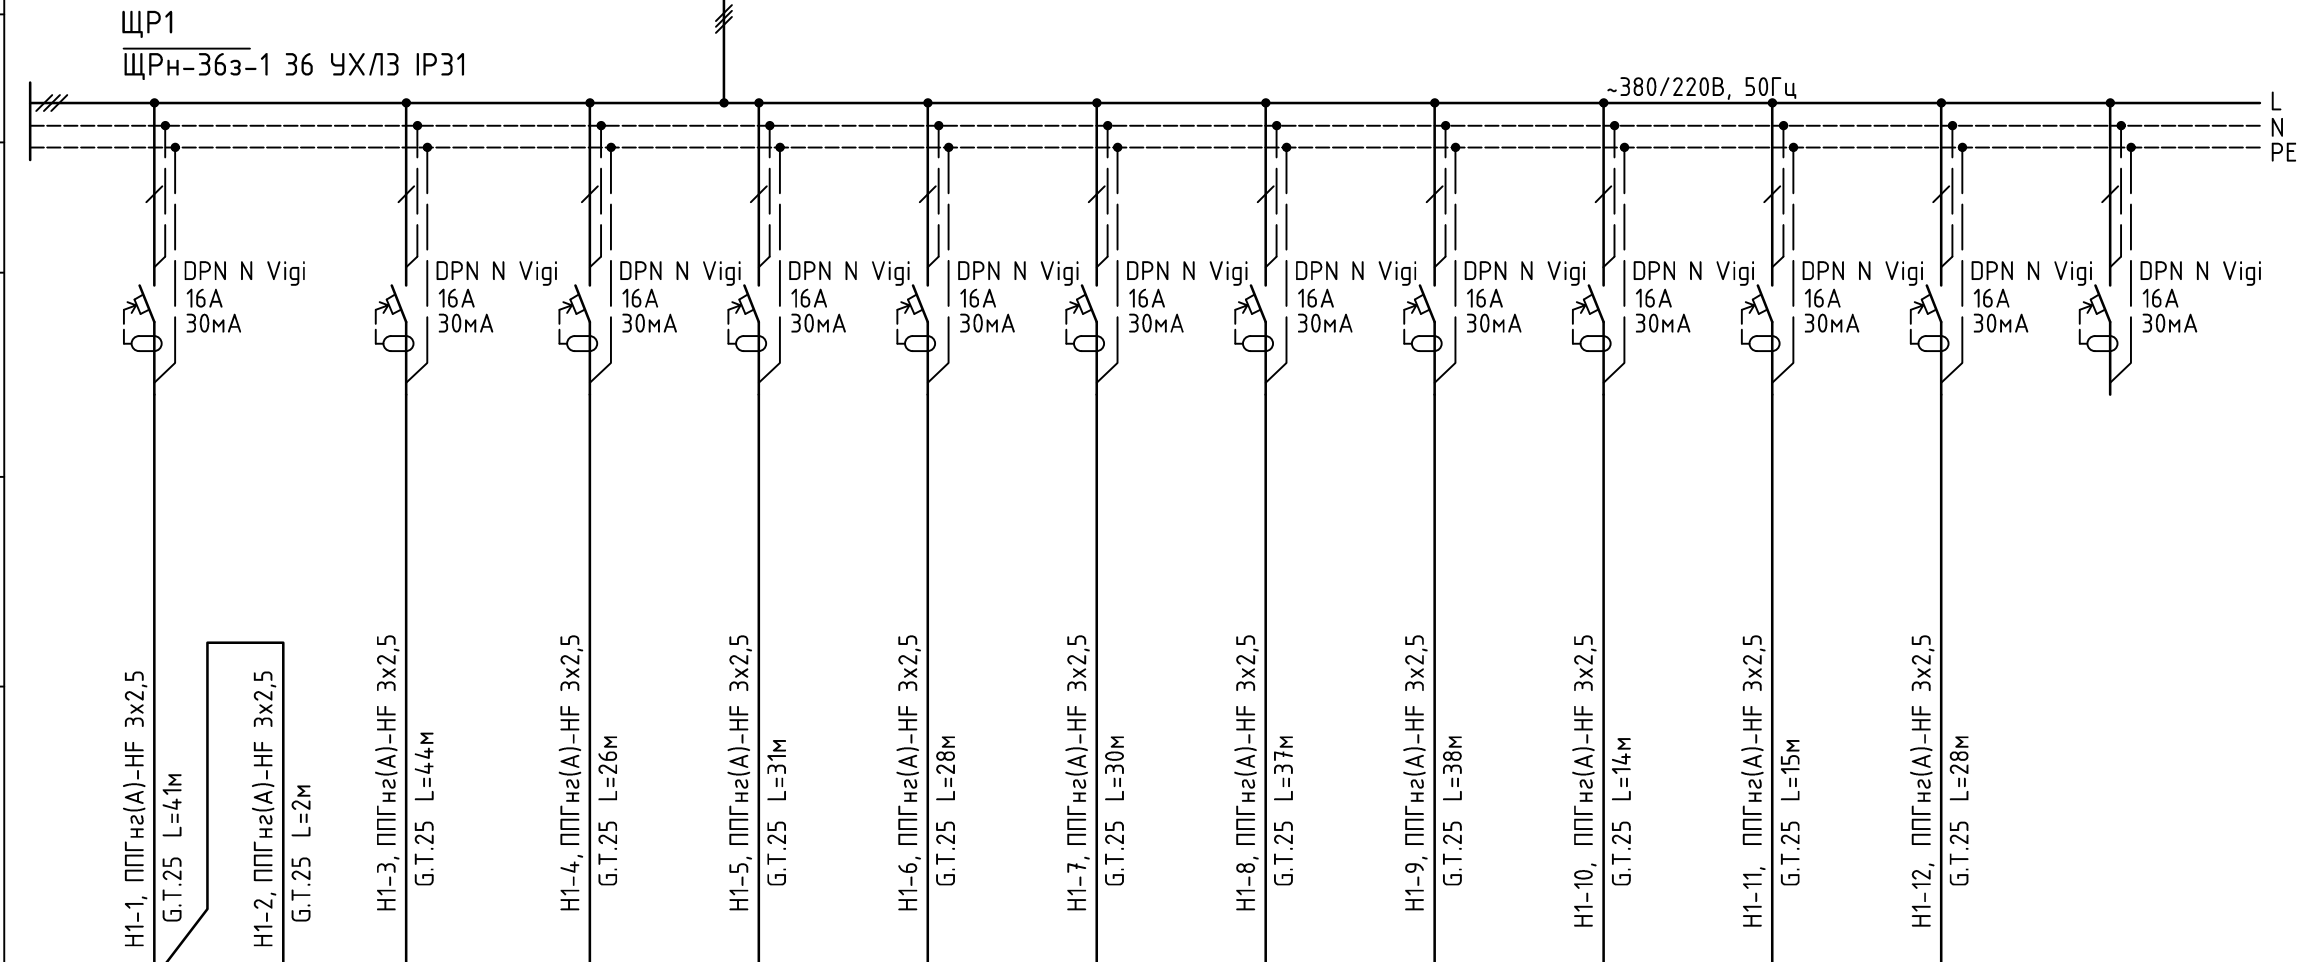 ЩР1
ЩРн-36з-1 36 УХЛ3 IP31
~380/220В, 50Гц
L
N
PE
DPN N Vigi
16А
30мА
DPN N Vigi
16А
30мА
DPN N Vigi
16А
30мА
DPN N Vigi
16А
30мА
DPN N Vigi
16А
30мА
DPN N Vigi
16А
30мА
DPN N Vigi
16А
30мА
DPN N Vigi
16А
30мА
DPN N Vigi
16А
30мА
DPN N Vigi
16А
30мА
DPN N Vigi
16А
30мА
DPN N Vigi
16А
30мА
Н1-1, ППГнг(А)-HF 3х2,5
G.T.25 L=41м
Н1-2, ППГнг(А)-HF 3х2,5
G.T.25 L=2м
Н1-3, ППГнг(А)-HF 3х2,5
G.T.25 L=44м
Н1-4, ППГнг(А)-HF 3х2,5
G.T.25 L=26м
Н1-5, ППГнг(А)-HF 3х2,5
G.T.25 L=31м
Н1-6, ППГнг(А)-HF 3х2,5
G.T.25 L=28м
Н1-7, ППГнг(А)-HF 3х2,5
G.T.25 L=30м
Н1-8, ППГнг(А)-HF 3х2,5
G.T.25 L=37м
Н1-9, ППГнг(А)-HF 3х2,5
G.T.25 L=38м
Н1-10, ППГнг(А)-HF 3х2,5
G.T.25 L=14м
Н1-11, ППГнг(А)-HF 3х2,5
G.T.25 L=15м
Н1-12, ППГнг(А)-HF 3х2,5
G.T.25 L=28м